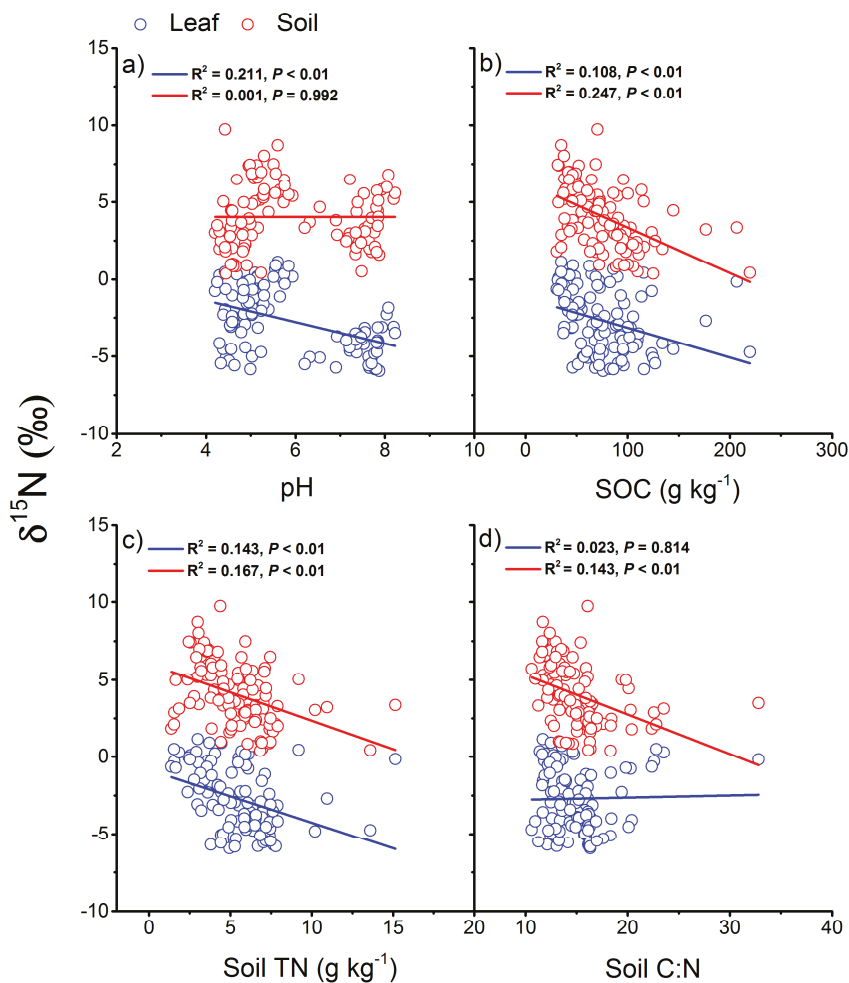 Leaf Soil
a)
R² = 0.211, P < 0.01
R² = 0.001, P = 0.992
b)
R² = 0.108, P < 0.01
R² = 0.247, P < 0.01
15
10
5
0
-5
-10
2 4 6 8 10
0 100 200 300
pH
SOC (g kg⁻¹)
δ¹⁵N (‰)
c)
R² = 0.143, P < 0.01
R² = 0.167, P < 0.01
d)
R² = 0.023, P = 0.814
R² = 0.143, P < 0.01
15
10
5
0
-5
-10
0 5 10 15 20
10 20 30 40
Soil TN (g kg⁻¹)
Soil C:N